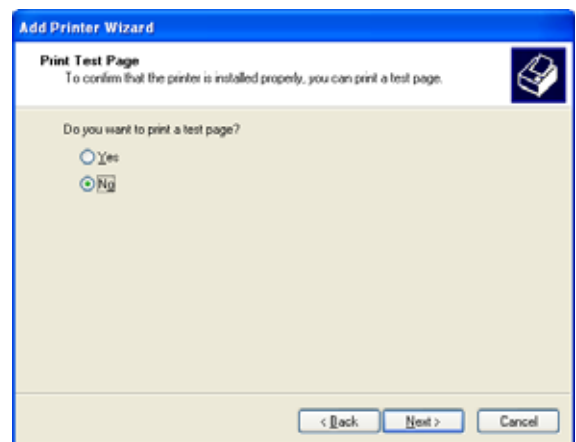 Add Printer Wizard
Print Test Page
To confirm that the printer is installed properly, you can print a test page.
Do you want to print a test page?
Yes
No
< Back
Next >
Cancel